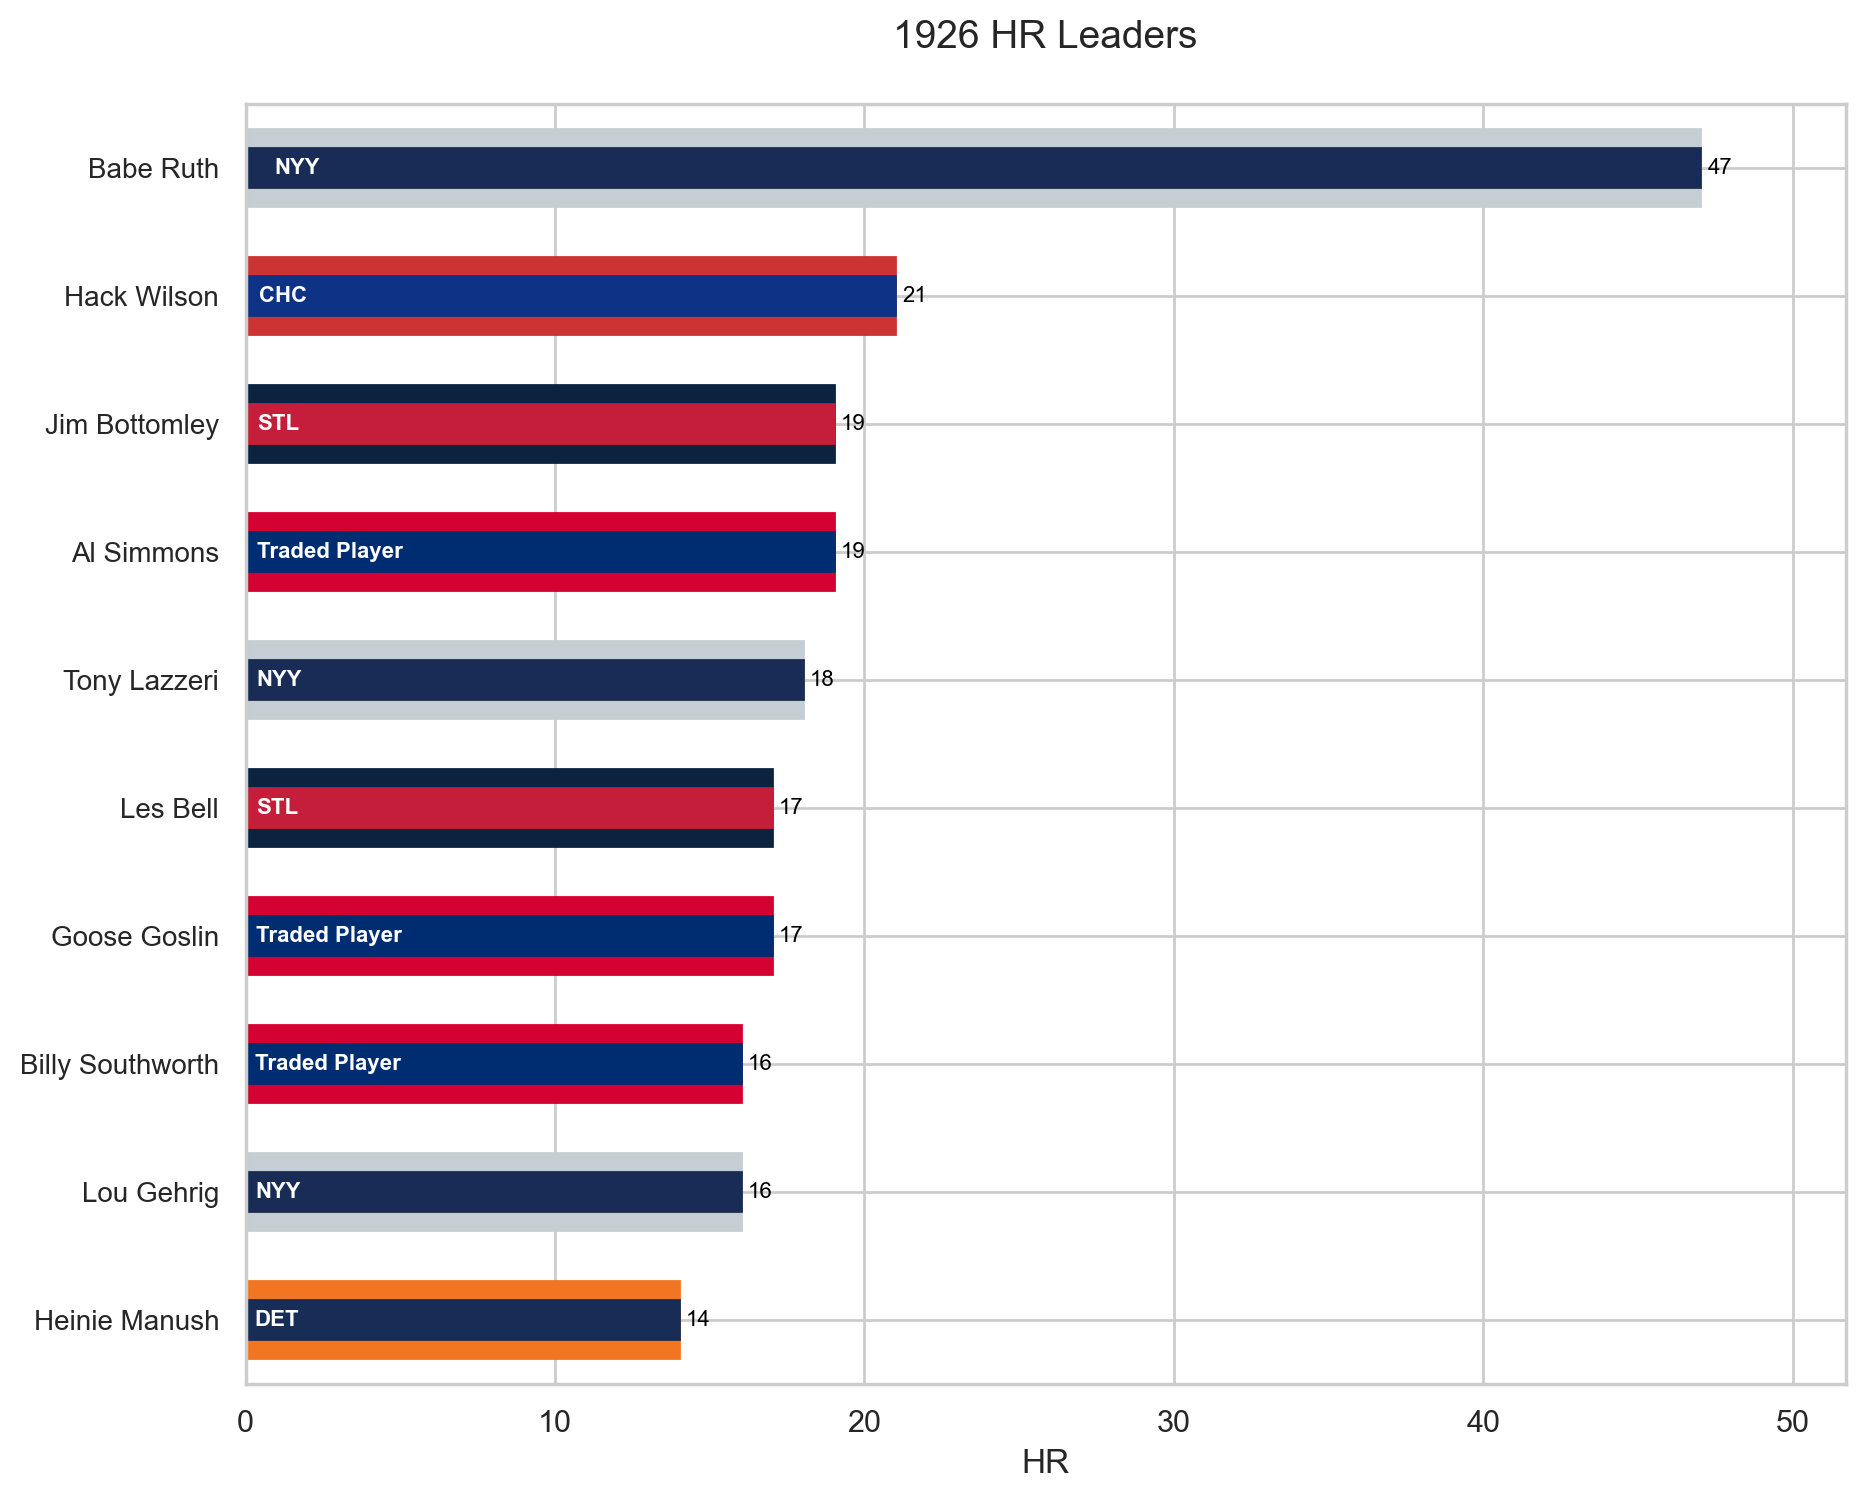 1926 HR Leaders
Babe Ruth NYY 47
Hack Wilson CHC 21
Jim Bottomley STL 19
Al Simmons Traded Player 19
Tony Lazzeri NYY 18
Les Bell STL 17
Goose Goslin Traded Player 17
Billy Southworth Traded Player 16
Lou Gehrig NYY 16
Heinie Manush DET 14
0 10 20 30 40 50
HR